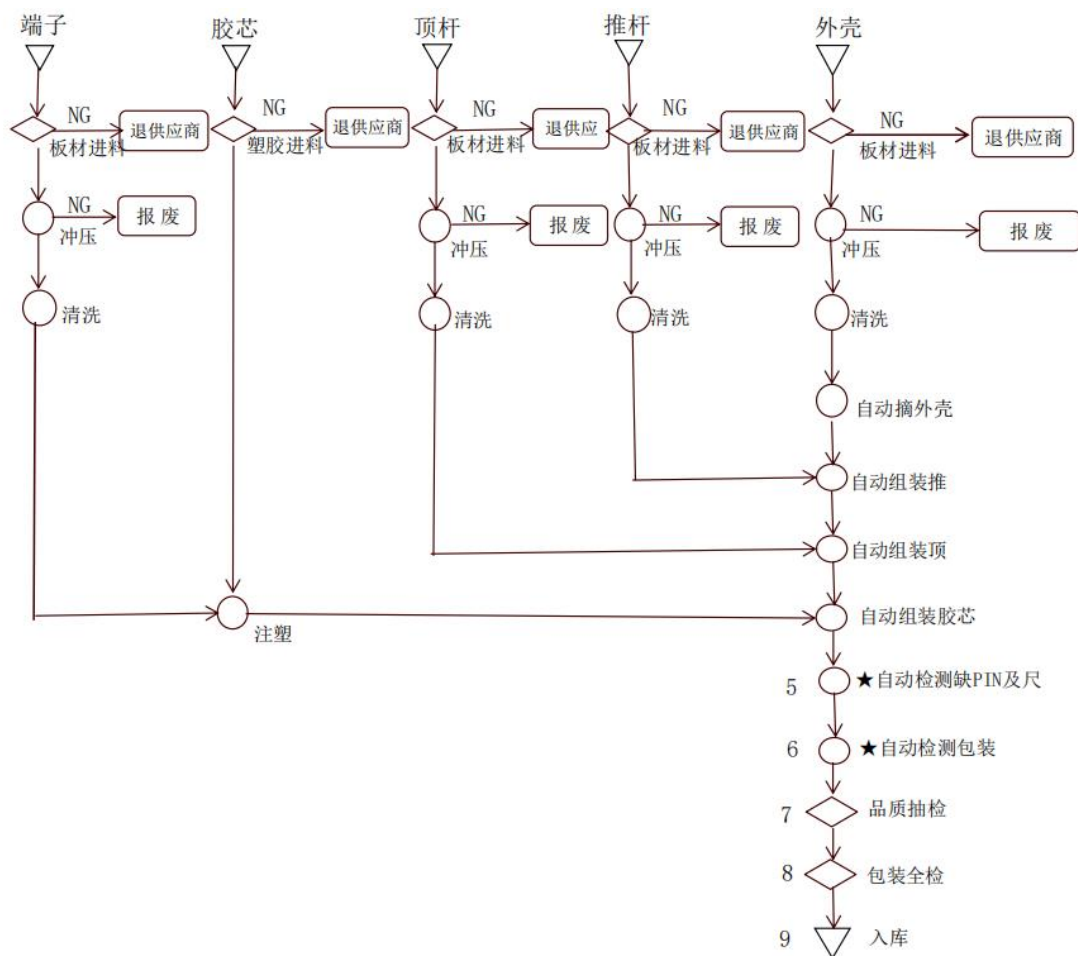 端子
胶芯
顶杆
推杆
外壳
NG
退供应商
NG
退供应商
NG
退供应
NG
退供应商
NG
退供应商
板材进料
塑胶进料
板材进料
板材进料
板材进料
NG
报废
NG
报废
NG
报废
NG
报废
冲压
冲压
冲压
冲压
清洗
清洗
清洗
清洗
自动摘外壳
自动组装推
自动组装顶
自动组装胶芯
注塑
5 ★自动检测缺PIN及尺
6 ★自动检测包装
7 品质抽检
8 包装全检
9 入库